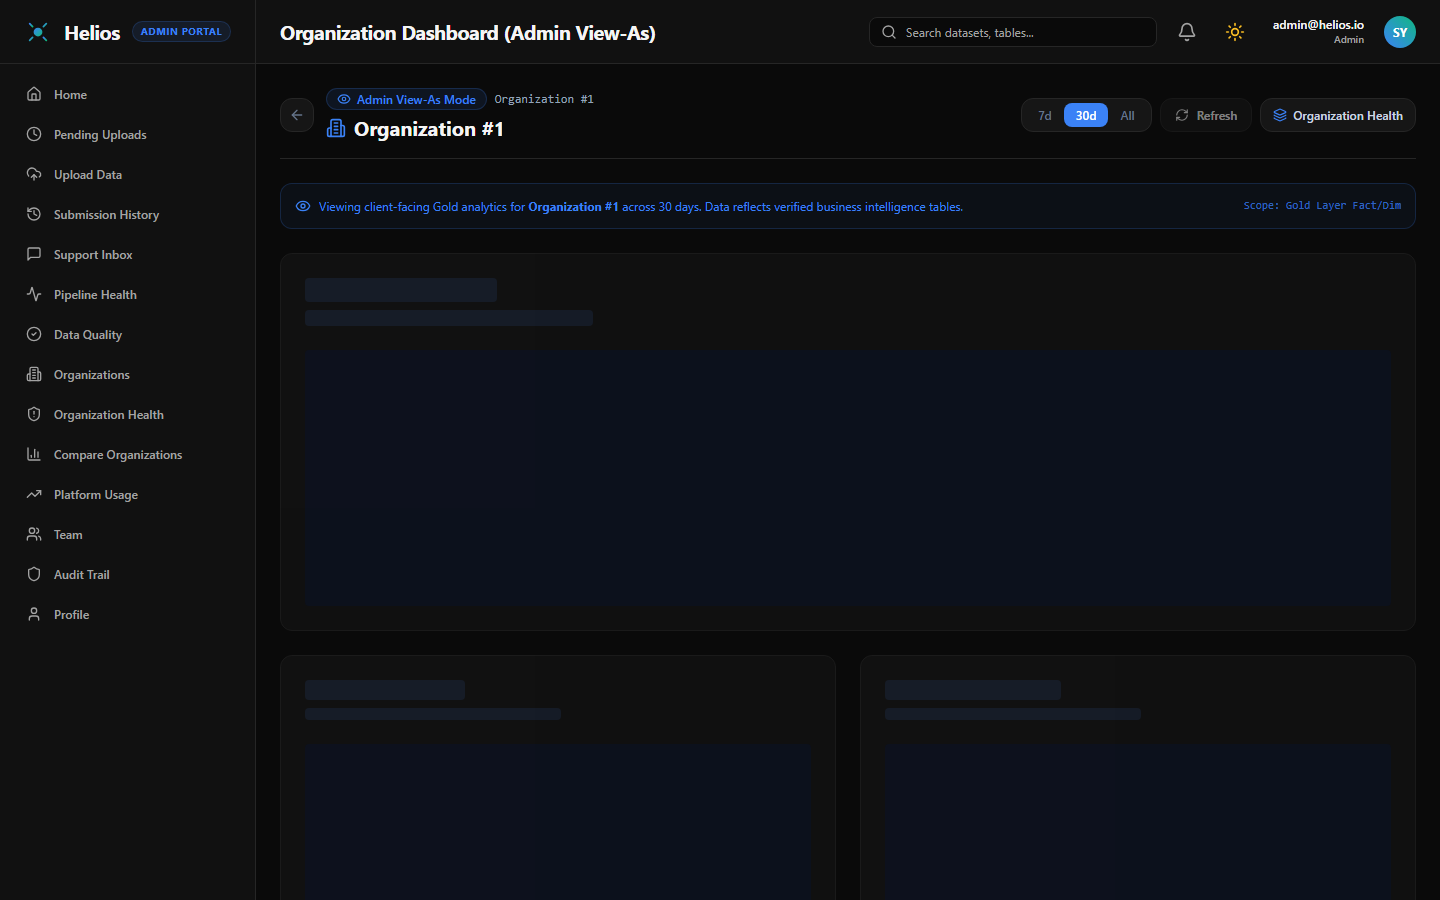 Helios
ADMIN PORTAL
Organization Dashboard (Admin View-As)
Search datasets, tables...
admin@helios.io
Admin
SY
Home
Pending Uploads
Upload Data
Submission History
Support Inbox
Pipeline Health
Data Quality
Organizations
Organization Health
Compare Organizations
Platform Usage
Team
Audit Trail
Profile
Admin View-As Mode
Organization #1
Organization #1
7d
30d
All
Refresh
Organization Health
Viewing client-facing Gold analytics for Organization #1 across 30 days. Data reflects verified business intelligence tables.
Scope: Gold Layer Fact/Dim